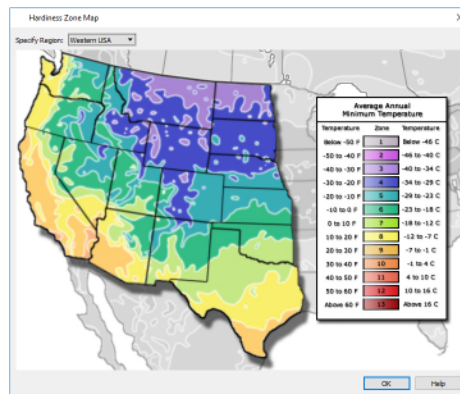 Hardiness Zone Map
Specify Region: Western USA
Average Annual
Minimum Temperature
Temperature Zone Temperature
Below -50 F 1 Below -46 C
-50 to -40 F 2 -46 to -40 C
-40 to -30 F 3 -40 to -34 C
-30 to -20 F 4 -34 to -29 C
-20 to -10 F 5 -29 to -23 C
-10 to 0 F 6 -23 to -18 C
0 to 10 F 7 -18 to -12 C
10 to 20 F 8 -12 to -7 C
20 to 30 F 9 -7 to -1 C
30 to 40 F 10 -1 to 4 C
40 to 50 F 11 4 to 10 C
50 to 60 F 12 10 to 16 C
Above 60 F 13 Above 16 C
OK Help